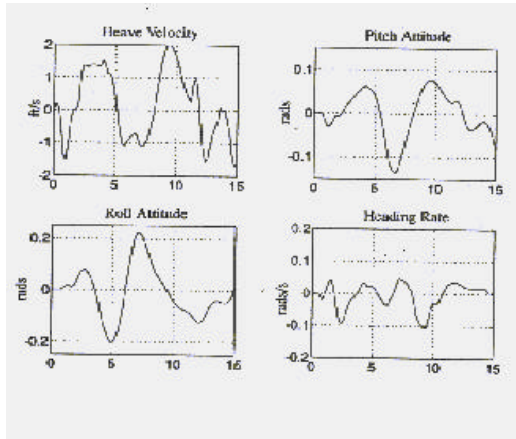 Heave Velocity
2
1
0
-1
-2
ft/s
0 5 10 15
Pitch Attitude
0.1
0
-0.1
rads
0 5 10 15
Roll Attitude
0.2
0
-0.2
rads
0 5 10 15
Heading Rate
0.2
0.1
0
-0.1
-0.2
rads/s
0 5 10 15